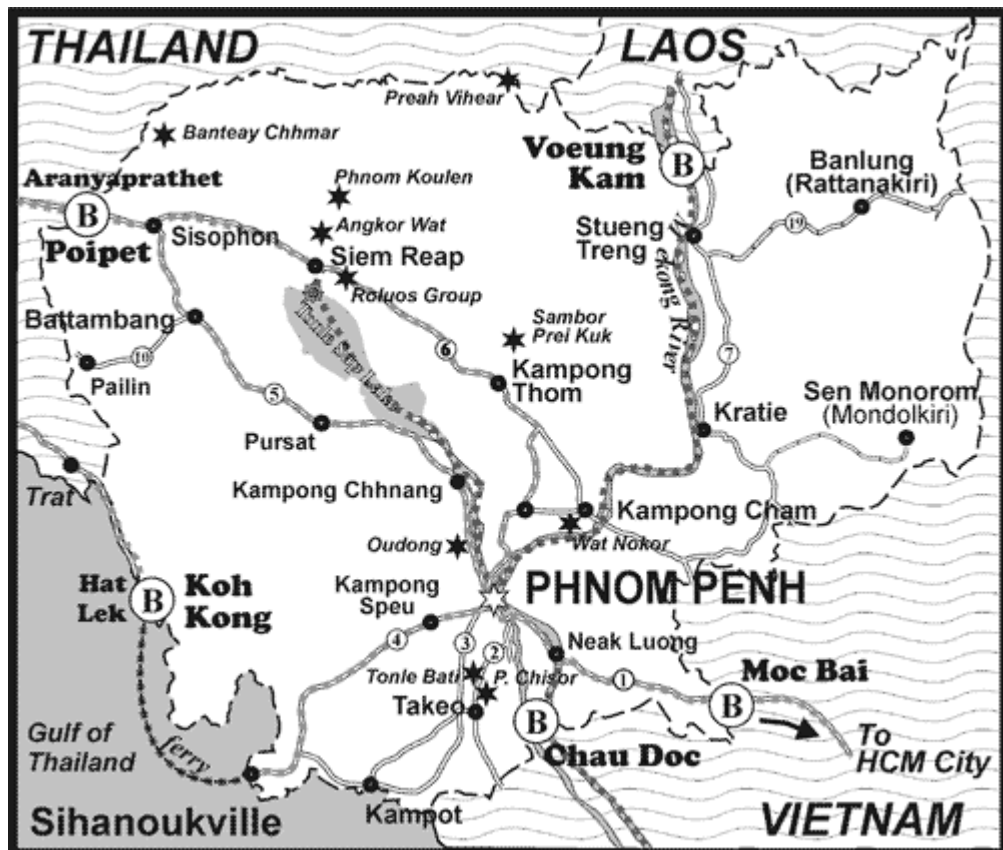 THAILAND
LAOS
Preah Vihear
Banteay Chhmar
Voeung
Kam
B
Aranyaprathet
Phnom Koulen
Banlung
(Rattanakiri)
B
Poipet
Sisophon
Angkor Wat
Siem Reap
Roluos Group
Stueng
Treng
19
Mekong River
Tonle Sap Lake
Battambang
10
Pailin
6
Sambor
Prei Kuk
Kampong
Thom
7
5
Pursat
Kratie
Sen Monorom
(Mondolkiri)
Trat
Kampong Chhnang
Kampong Cham
Wat Nokor
Oudong
Hat
Lek
B
Koh
Kong
Kampong
Speu
PHNOM PENH
4
3
2
Neak Luong
Tonle Bati
P. Chisor
1
Moc Bai
B
Takeo
B
Chau Doc
Gulf of
Thailand
ferry
To
HCM City
Sihanoukville
Kampot
VIETNAM